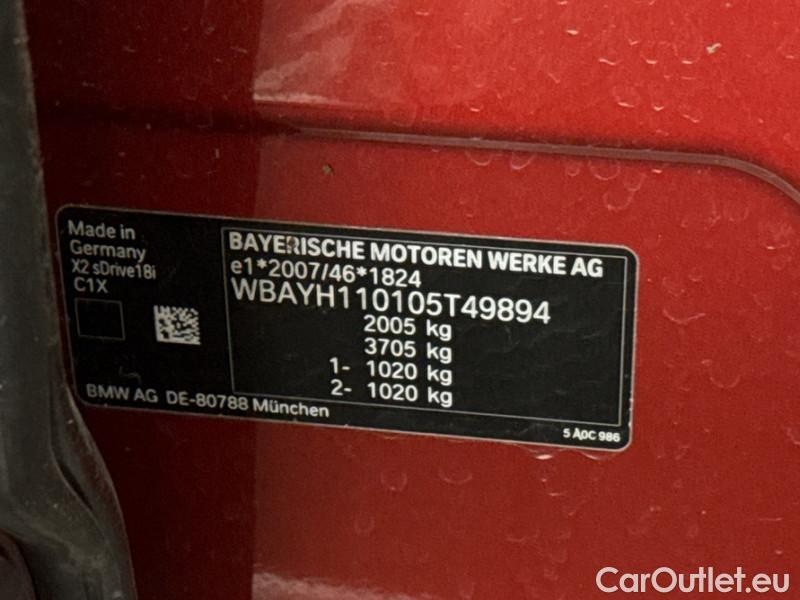 Made in
Germany
X2 sDrive18i
C1X
BAYERISCHE MOTOREN WERKE AG
e1*2007/46*1824
WBAYH110105T49894
2005 kg
3705 kg
1- 1020 kg
2- 1020 kg
BMW AG DE-80788 München
5 A0C 986
CarOutlet.eu